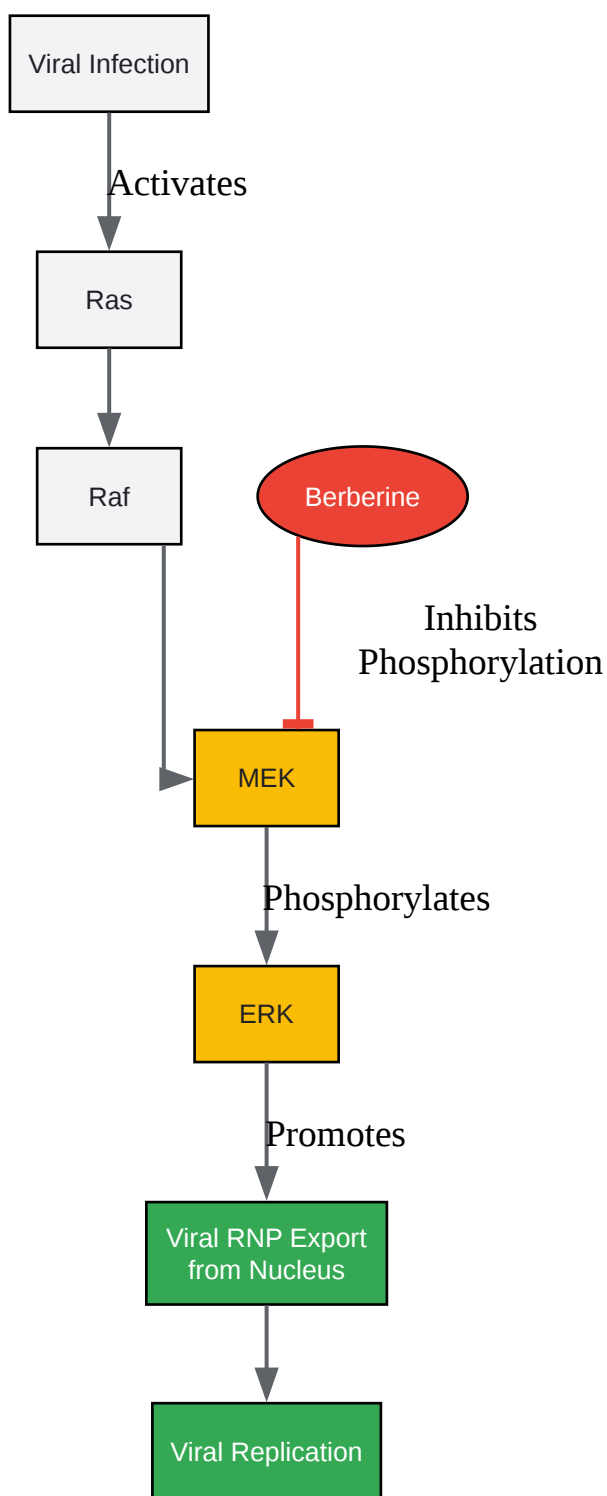 Viral Infection
Activates
Ras
Raf
Berberine
Inhibits
Phosphorylation
MEK
Phosphorylates
ERK
Promotes
Viral RNP Export
from Nucleus
Viral Replication